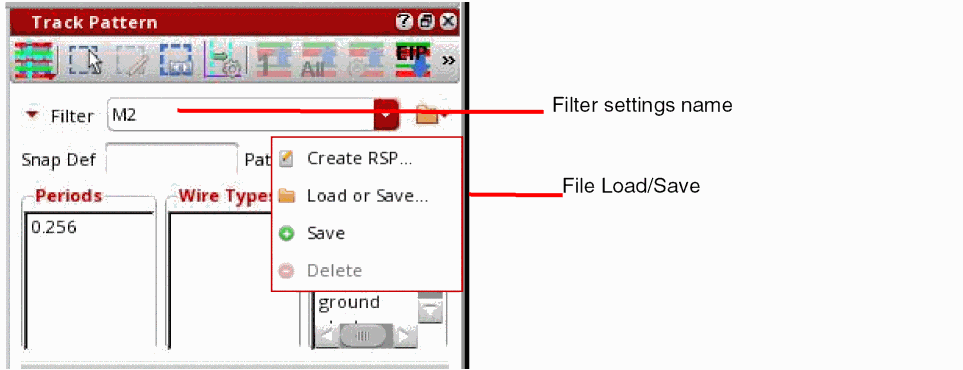 Track Pattern
All
EIP
»
Filter
M2
Filter settings name
Snap Def
Pat
Create RSP...
Load or Save...
File Load/Save
Periods
Wire Types
0.256
Save
Delete
ground